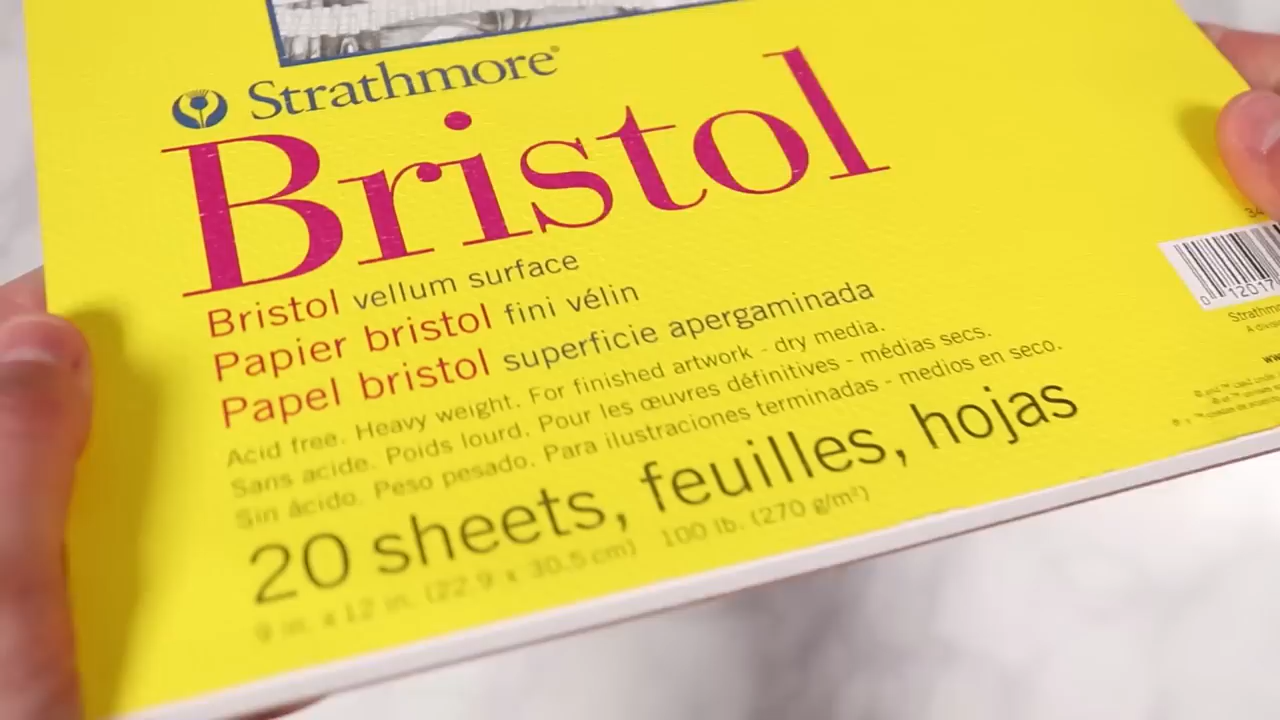 Strathmore®
Bristol
Bristol vellum surface
Papier bristol fini vélin
Papel bristol superficie apergaminada
Acid free. Heavy weight. For finished artwork - dry media.
Sans acide. Poids lourd. Pour les œuvres définitives - médias secs.
Sin ácido. Peso pesado. Para ilustraciones terminadas - medios en seco.
20 sheets, feuilles, hojas
9 in. x 12 in. (22.9 x 30.5 cm) 100 lb. (270 g/m²)
0 12017